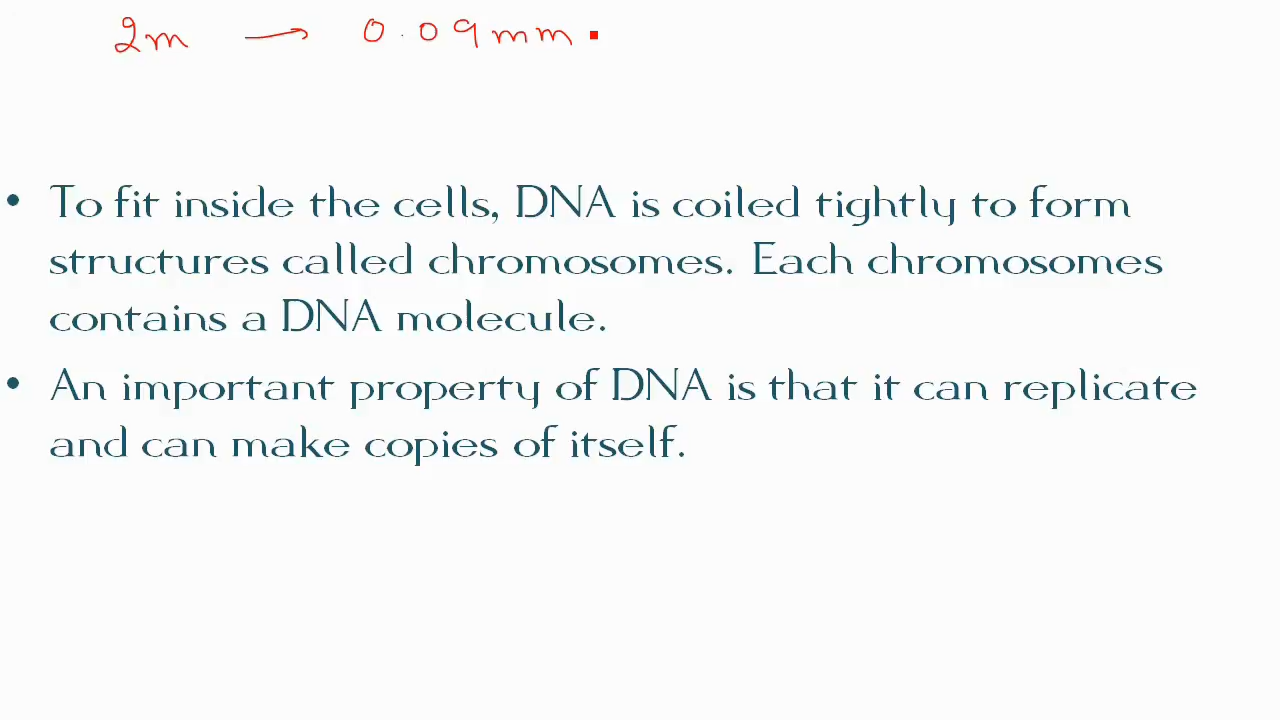 2m → 0.09mm
• To fit inside the cells, DNA is coiled tightly to form
structures called chromosomes. Each chromosomes
contains a DNA molecule.
• An important property of DNA is that it can replicate
and can make copies of itself.